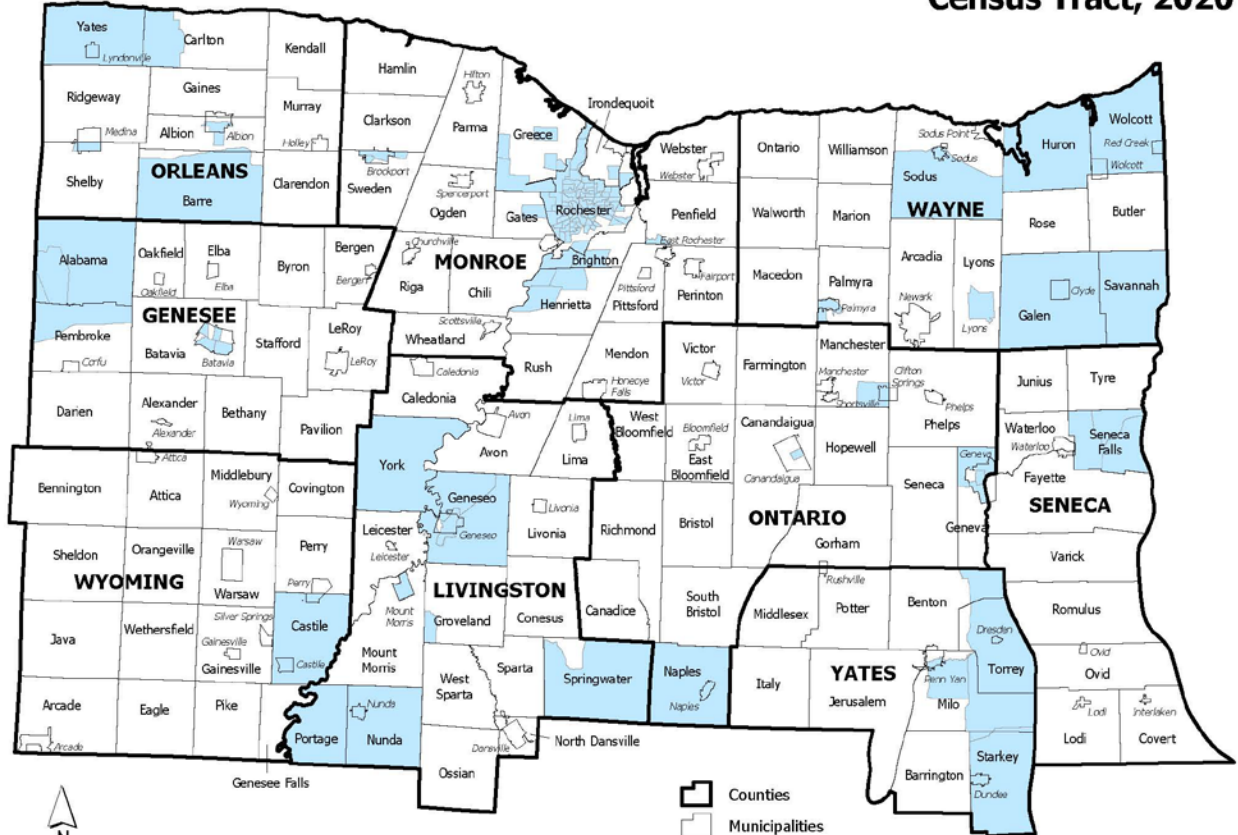 Census Tract, 2020
Yates
Lyndonville
Carlton
Kendall
Ridgeway
Gaines
Murray
Medina
Albion
Albion
Holley
Shelby
ORLEANS
Barre
Clarendon
Hamlin
Hilton
Parma
Clarkson
Greece
Irondequoit
Brockport
Sweden
Spencerport
Ogden
Gates
Rochester
Webster
Webster
Penfield
East Rochester
Churchville
MONROE
Brighton
Riga
Chili
Henrietta
Pittsford
Pittsford
Fairport
Perinton
Scottsville
Wheatland
Rush
Mendon
Honeoye
Falls
Ontario
Williamson
Sodus Point
Sodus
Sodus
Huron
Wolcott
Red Creek
Wolcott
Walworth
Marion
WAYNE
Rose
Butler
Macedon
Palmyra
Palmyra
Arcadia
Lyons
Newark
Lyons
Clyde
Galen
Savannah
Alabama
Oakfield
Oakfield
Elba
Elba
Byron
Bergen
Bergen
GENESEE
Pembroke
Corfu
Batavia
Batavia
Stafford
LeRoy
LeRoy
Darien
Alexander
Alexander
Bethany
Pavilion
Caledonia
Caledonia
Avon
Avon
Lima
Lima
York
Geneseo
Geneseo
Livonia
Livonia
Leicester
Leicester
LIVINGSTON
Mount
Morris
Groveland
Conesus
Mount
Morris
West
Sparta
Sparta
Springwater
Portage
Nunda
Nunda
Dansville
North Dansville
Ossian
Victor
Victor
Farmington
Manchester
Manchester
Shortsville
Clifton
Springs
Phelps
Phelps
West
Bloomfield
Bloomfield
East
Bloomfield
Canandaigua
Canandaigua
Hopewell
Seneca
Geneva
Geneva
Richmond
Bristol
ONTARIO
Gorham
Canadice
South
Bristol
Naples
Naples
Rushville
Middlesex
Potter
Benton
Dresden
Torrey
Italy
YATES
Jerusalem
Penn Yan
Milo
Barrington
Starkey
Dundee
Junius
Tyre
Waterloo
Waterloo
Seneca
Falls
Fayette
SENECA
Varick
Romulus
Ovid
Ovid
Lodi
Interlaken
Lodi
Covert
Bennington
Attica
Attica
Middlebury
Wyoming
Covington
Sheldon
Orangeville
Warsaw
Warsaw
Perry
Perry
WYOMING
Silver Springs
Castile
Castile
Java
Wethersfield
Gainesville
Gainesville
Arcade
Arcade
Eagle
Pike
Genesee Falls
Counties
Municipalities
N